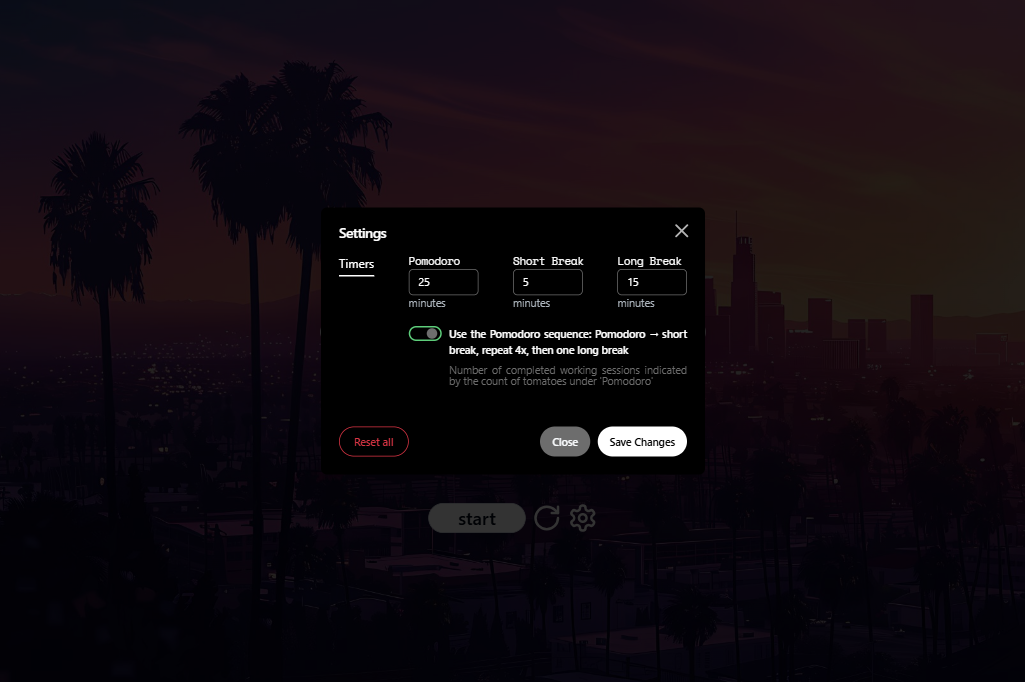 Settings
Timers
Pomodoro
25
minutes
Short Break
5
minutes
Long Break
15
minutes
Use the Pomodoro sequence: Pomodoro → short
break, repeat 4x, then one long break
Number of completed working sessions indicated
by the count of tomatoes under 'Pomodoro'
Reset all
Close
Save Changes
start